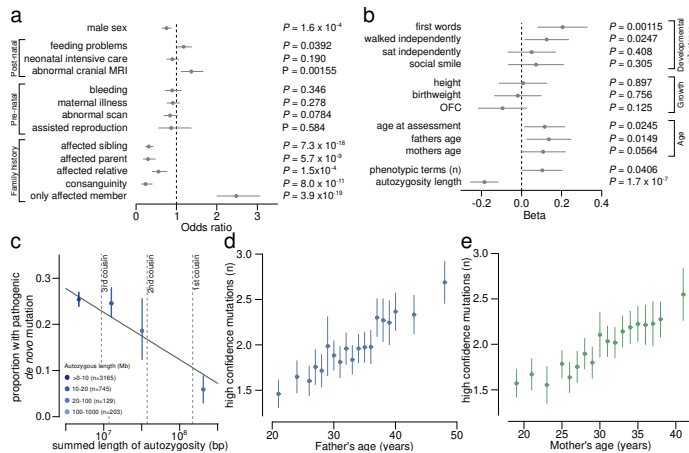 a
male sex P = 1.6 x 10-4
Post-natal
feeding problems P = 0.0392
neonatal intensive care P = 0.190
abnormal cranial MRI P = 0.00155
Pre-natal
bleeding P = 0.346
maternal illness P = 0.278
abnormal scan P = 0.0784
assisted reproduction P = 0.584
Family history
affected sibling P = 7.3 x 10-18
affected parent P = 5.7 x 10-9
affected relative P = 1.5x10-4
consanguinity P = 8.0 x 10-11
only affected member P = 3.9 x10-19
0 1 2 3
Odds ratio
b
first words P = 0.00115
walked independently P = 0.0247
sat independently P = 0.408
social smile P = 0.305
Developmental
height P = 0.897
birthweight P = 0.756
OFC P = 0.125
Growth
age at assessment P = 0.0245
fathers age P = 0.0149
mothers age P = 0.0564
Age
phenotypic terms (n) P = 0.0406
autozygosity length P = 1.7 x 10-7
-0.2 0.0 0.2 0.4
Beta
c
proportion with pathogenic
de novo mutation
0.3
0.2
0.1
0.0
3rd cousin
2nd cousin
1st cousin
Autozygous length (Mb)
>0-10 (n=3165)
10-20 (n=745)
20-100 (n=129)
100-1000 (n=203)
107 108
summed length of autozygosity (bp)
d
high confidence mutations (n)
3.0
2.5
2.0
1.5
20 30 40 50
Father's age (years)
e
high confidence mutations (n)
3.0
2.5
2.0
1.5
20 25 30 35 40
Mother's age (years)